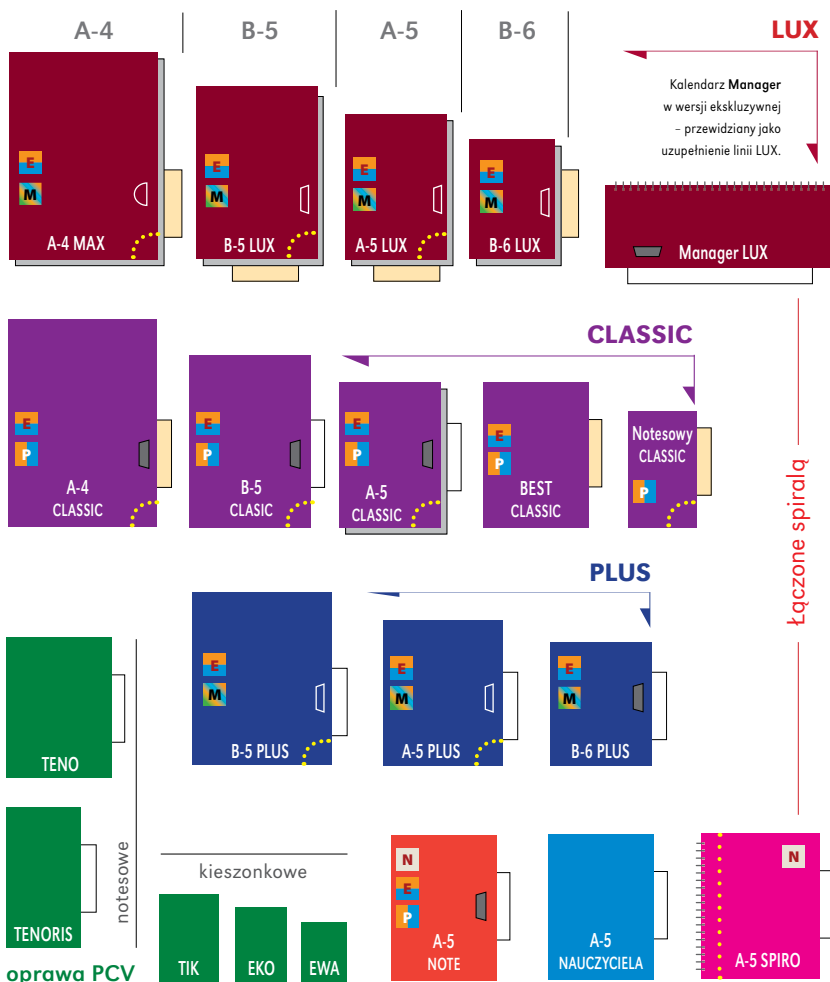 A-4
B-5
A-5
B-6
LUX
Kalendarz Manager
w wersji ekskluzywnej
– przewidziany jako
uzupełnienie linii LUX.
E
M
A-4 MAX
E
M
B-5 LUX
E
M
A-5 LUX
E
M
B-6 LUX
Manager LUX
CLASSIC
E
P
A-4
CLASSIC
E
P
B-5
CLASIC
E
P
A-5
CLASSIC
E
P
BEST
CLASSIC
Notesowy
CLASSIC
P
Łączone spiralą
PLUS
E
M
B-5 PLUS
E
M
A-5 PLUS
E
M
B-6 PLUS
TENO
TENORIS
notesowe
oprawa PCV
kieszonkowe
TIK
EKO
EWA
N
E
P
A-5
NOTE
A-5
NAUCZYCIELA
N
A-5 SPIRO